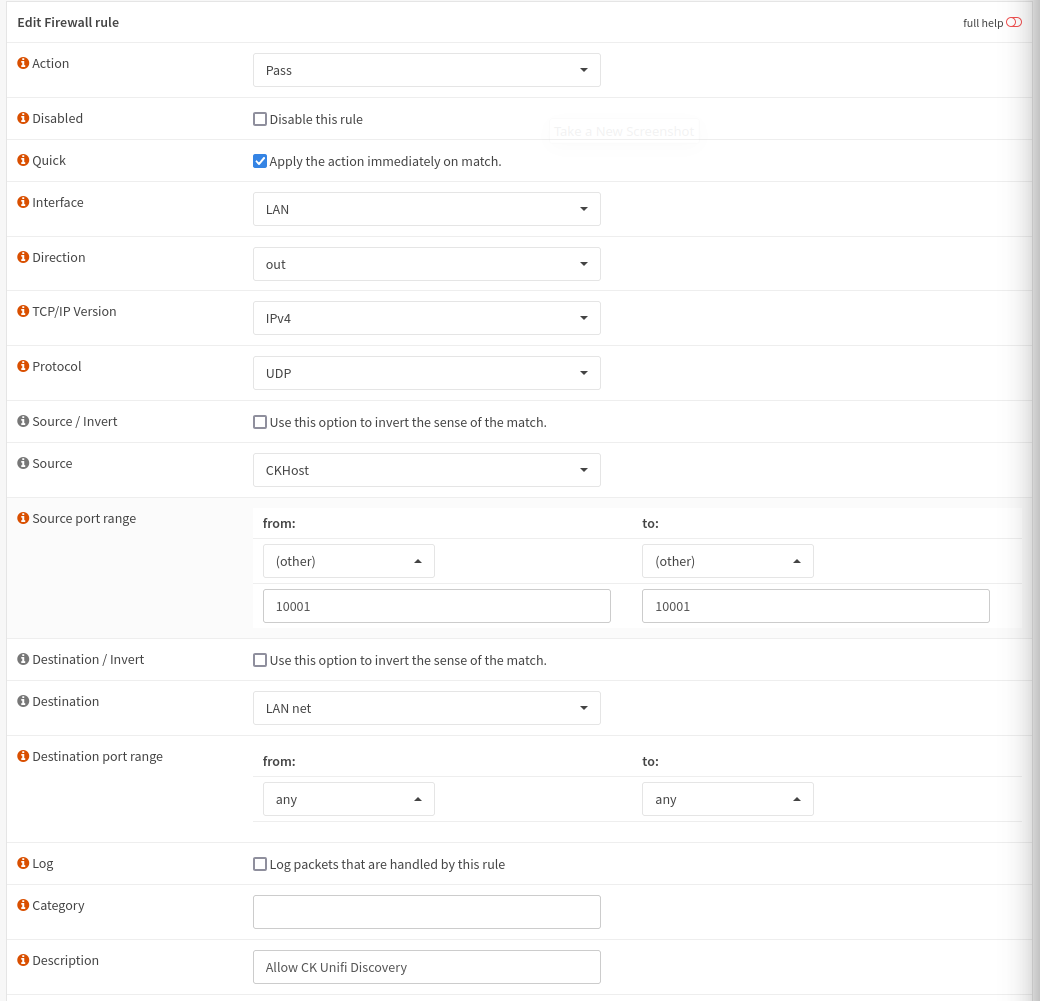 Edit Firewall rule
full help
Action
Pass
Disabled
Disable this rule
Take a New Screenshot
Quick
Apply the action immediately on match.
Interface
LAN
Direction
out
TCP/IP Version
IPv4
Protocol
UDP
Source / Invert
Use this option to invert the sense of the match.
Source
CKHost
Source port range
from:
to:
(other)
(other)
10001
10001
Destination / Invert
Use this option to invert the sense of the match.
Destination
LAN net
Destination port range
from:
to:
any
any
Log
Log packets that are handled by this rule
Category
Description
Allow CK Unifi Discovery